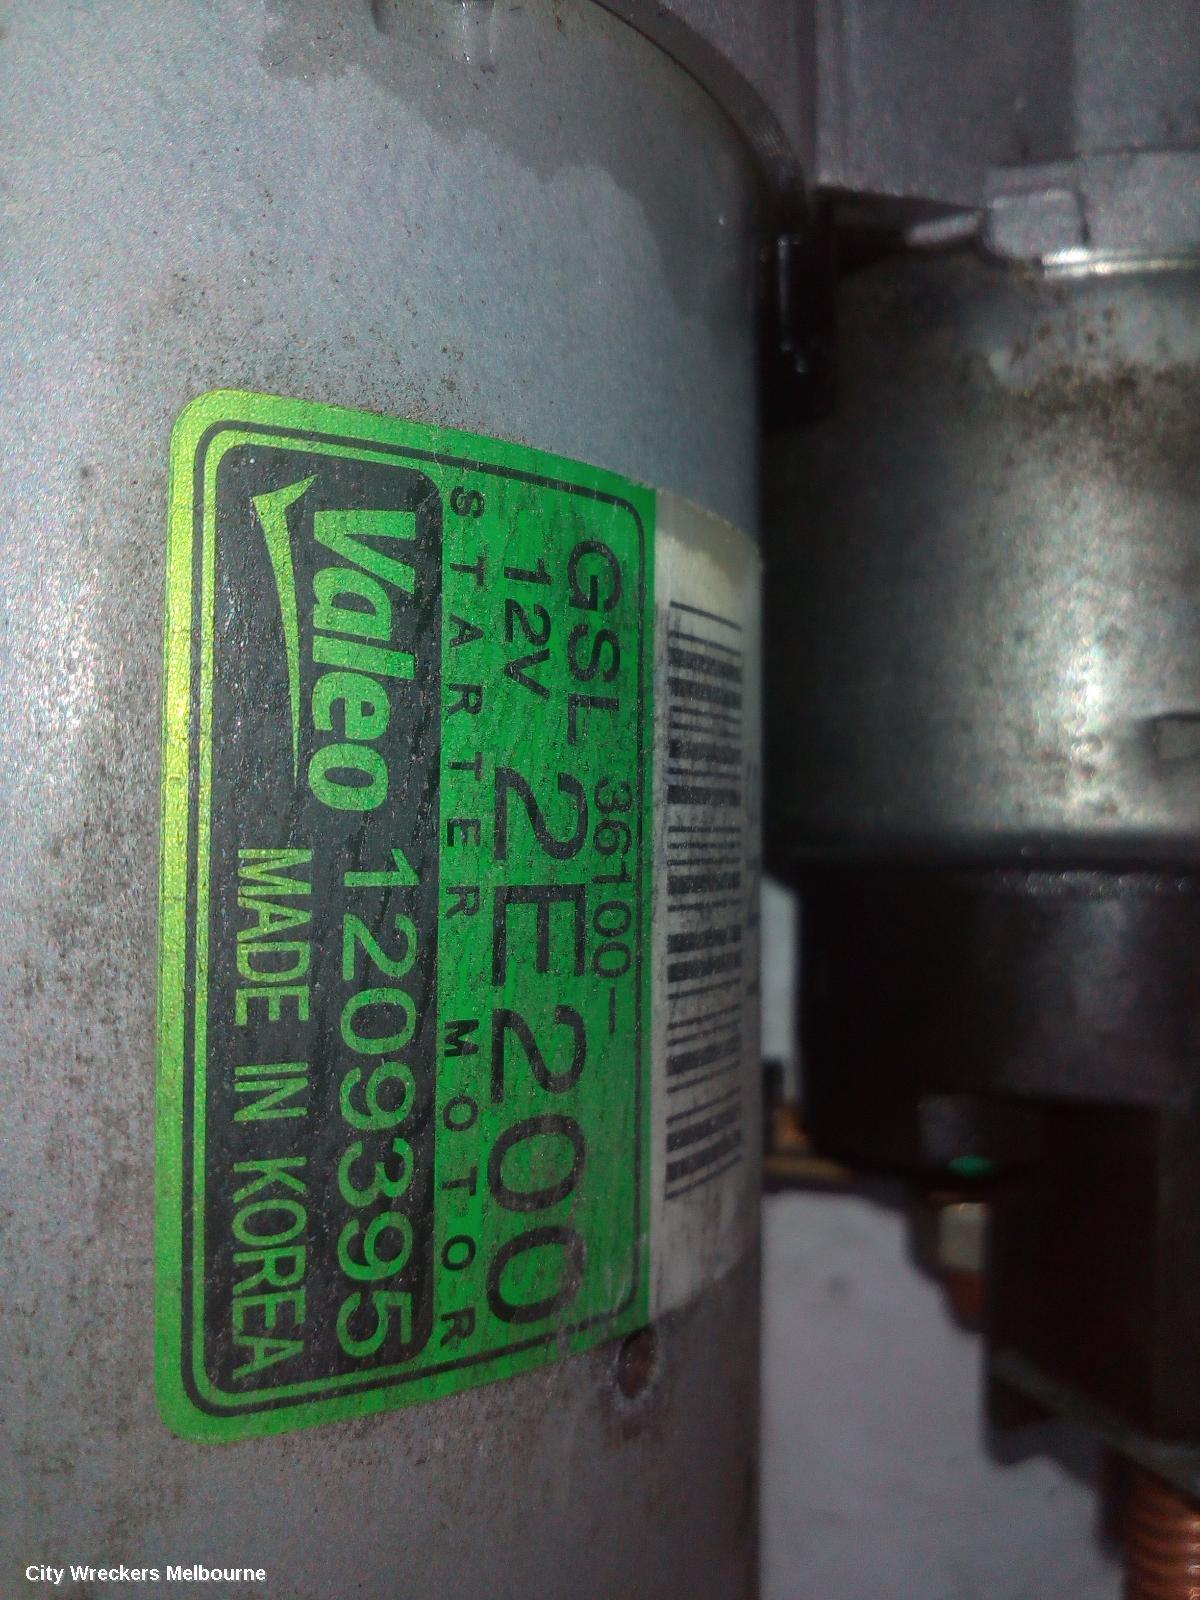 GSL- 36100-
12V 2E200
STARTER MOTOR
Valeo 1209395
MADE IN KOREA
City Wreckers Melbourne